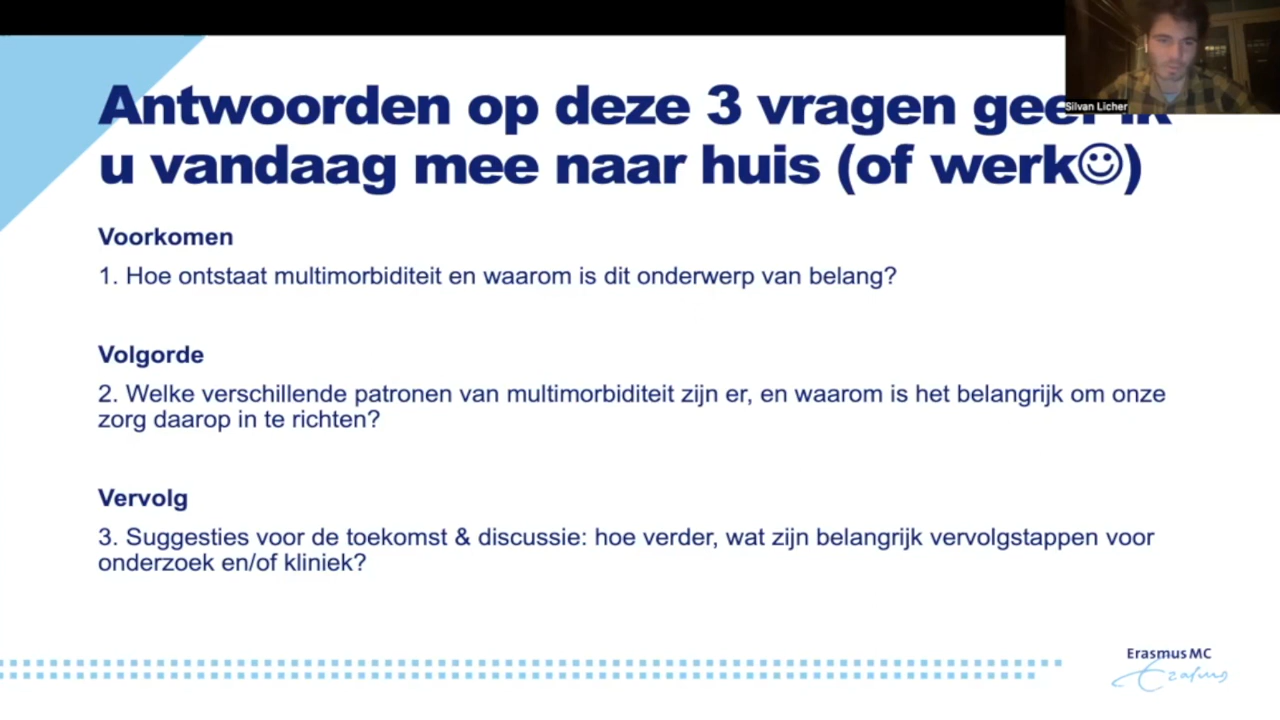 Antwoorden op deze 3 vragen geef ik
u vandaag mee naar huis (of werk☺)
Silvan Licher
Voorkomen
1. Hoe ontstaat multimorbiditeit en waarom is dit onderwerp van belang?
Volgorde
2. Welke verschillende patronen van multimorbiditeit zijn er, en waarom is het belangrijk om onze
zorg daarop in te richten?
Vervolg
3. Suggesties voor de toekomst & discussie: hoe verder, wat zijn belangrijk vervolgstappen voor
onderzoek en/of kliniek?
Erasmus MC
Erasmus